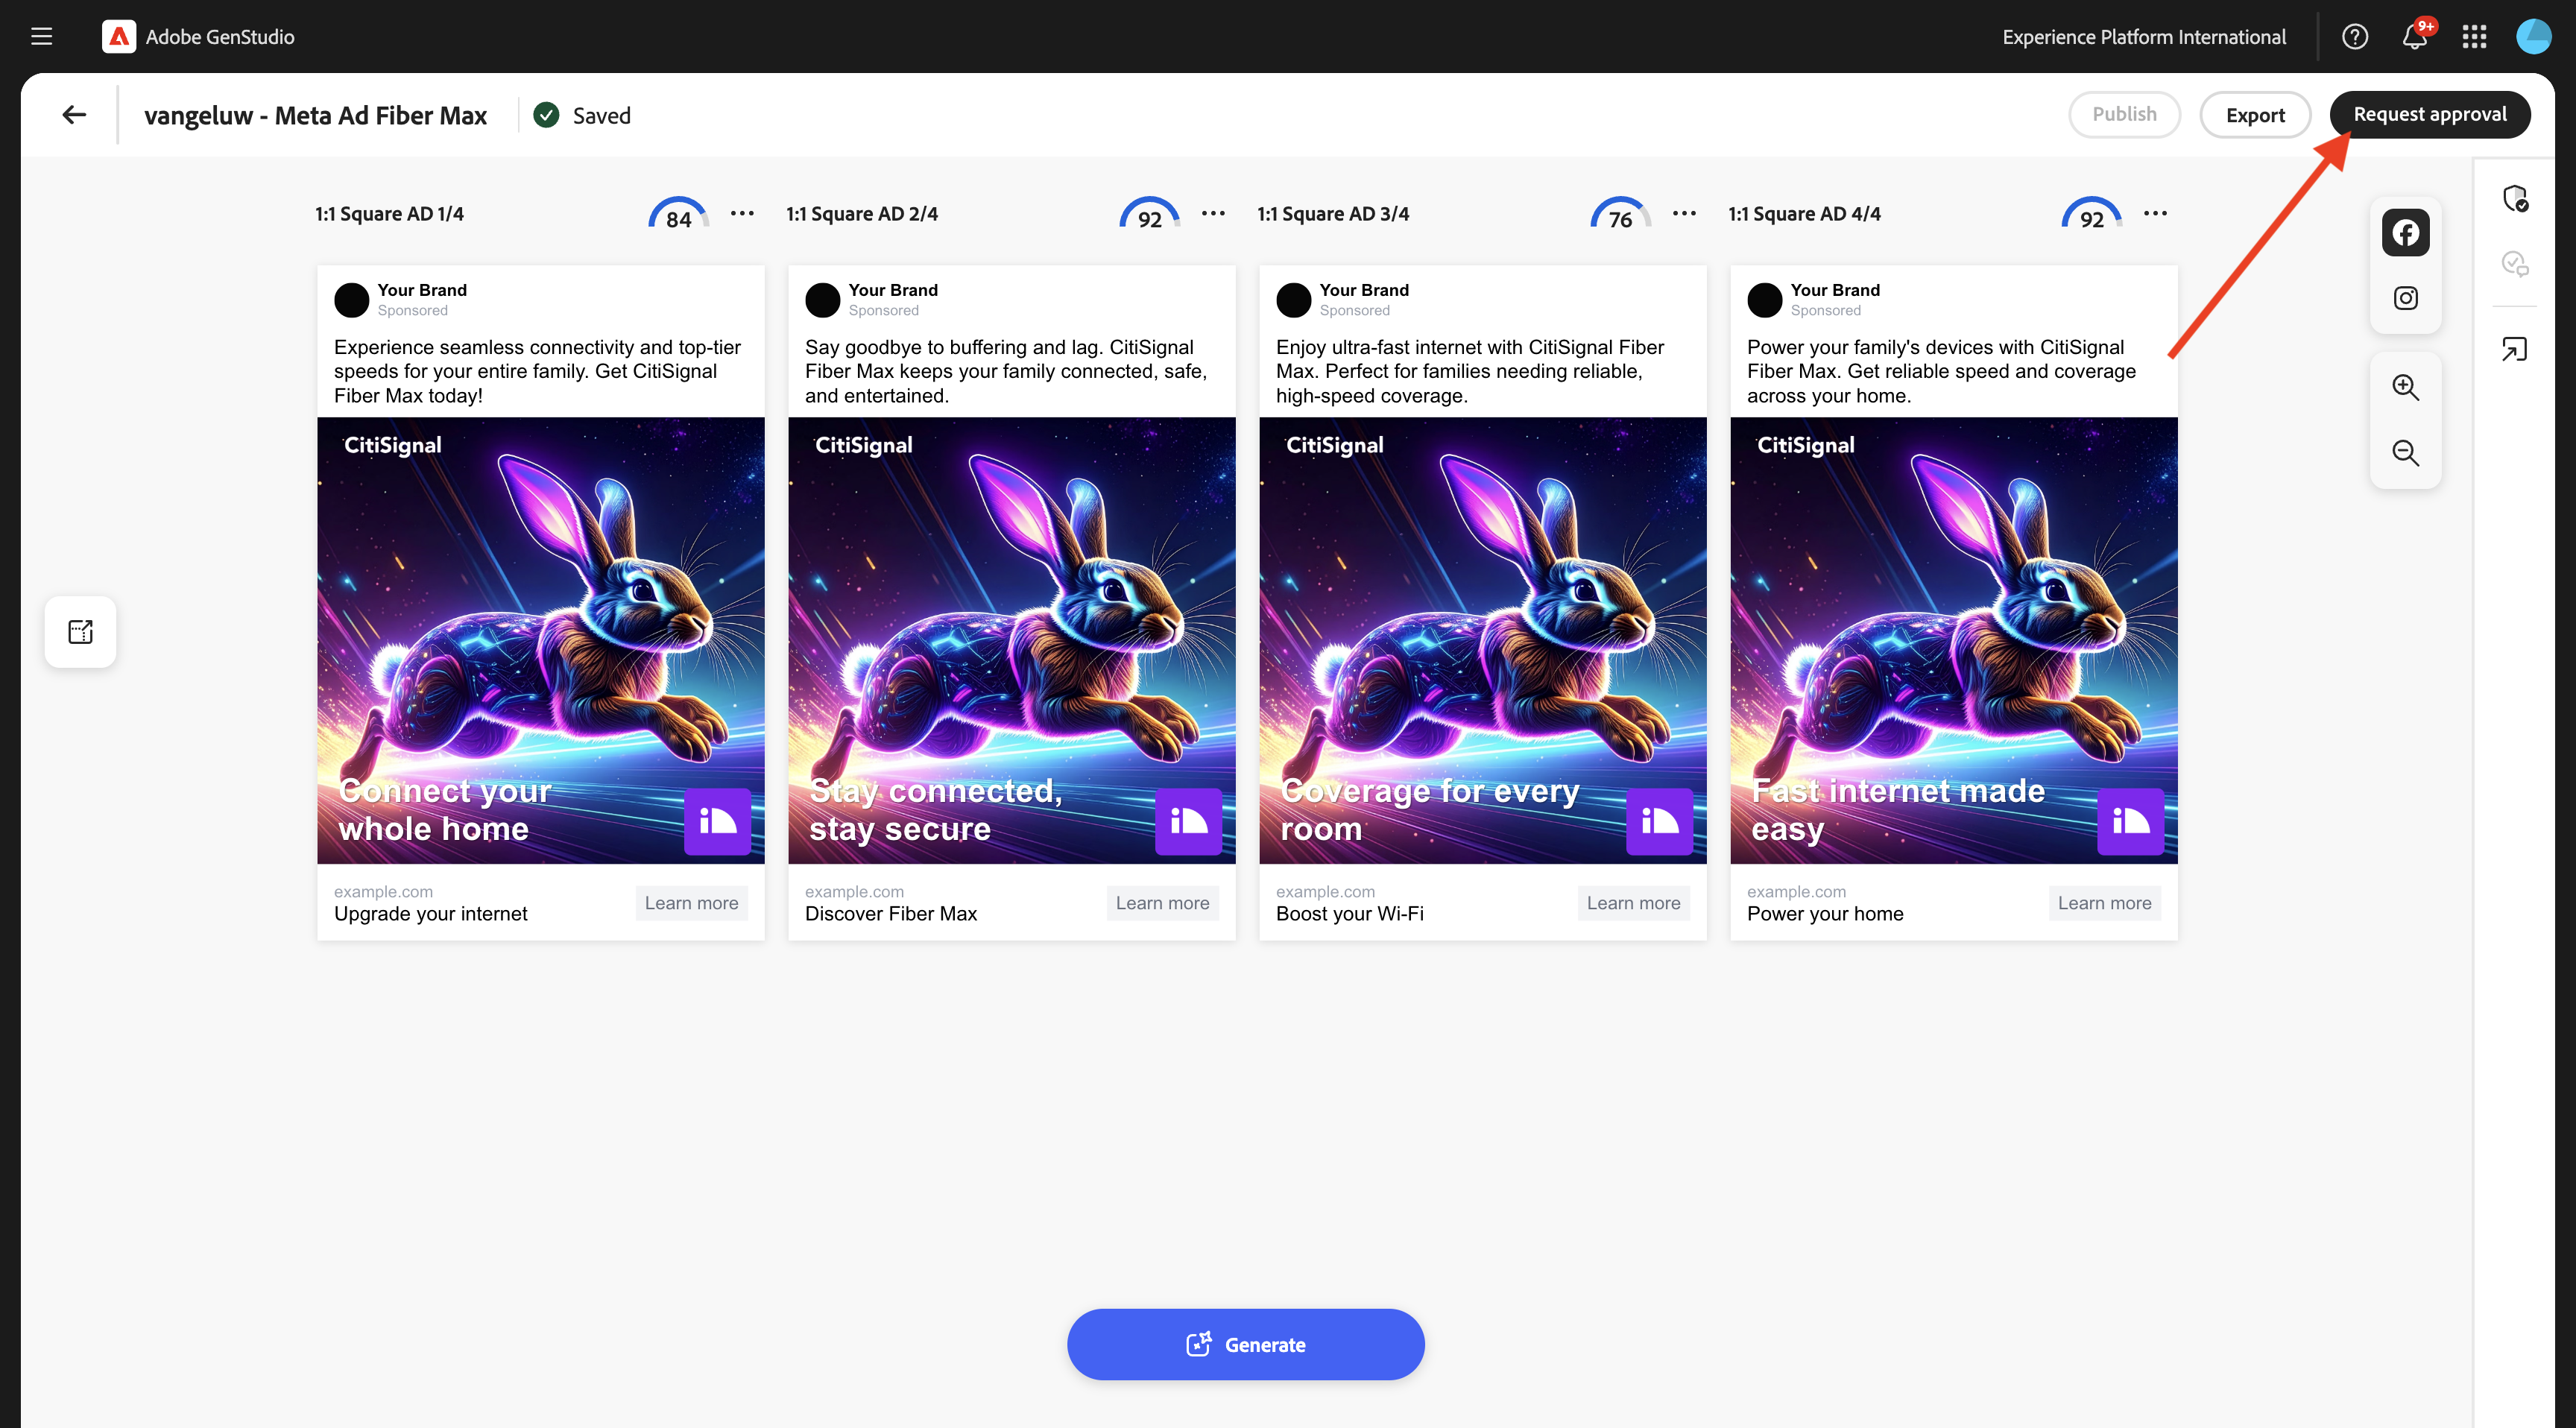 Adobe GenStudio
Experience Platform International
9+
vangeluw - Meta Ad Fiber Max
Saved
Publish
Export
Request approval
1:1 Square AD 1/4
84
Your Brand
Sponsored
Experience seamless connectivity and top-tier
speeds for your entire family. Get CitiSignal
Fiber Max today!
CitiSignal
Connect your
whole home
example.com
Upgrade your internet
Learn more
1:1 Square AD 2/4
92
Your Brand
Sponsored
Say goodbye to buffering and lag. CitiSignal
Fiber Max keeps your family connected, safe,
and entertained.
CitiSignal
Stay connected,
stay secure
example.com
Discover Fiber Max
Learn more
1:1 Square AD 3/4
76
Your Brand
Sponsored
Enjoy ultra-fast internet with CitiSignal Fiber
Max. Perfect for families needing reliable,
high-speed coverage.
CitiSignal
Coverage for every
room
example.com
Boost your Wi-Fi
Learn more
1:1 Square AD 4/4
92
Your Brand
Sponsored
Power your family's devices with CitiSignal
Fiber Max. Get reliable speed and coverage
across your home.
CitiSignal
Fast internet made
easy
example.com
Power your home
Learn more
Generate